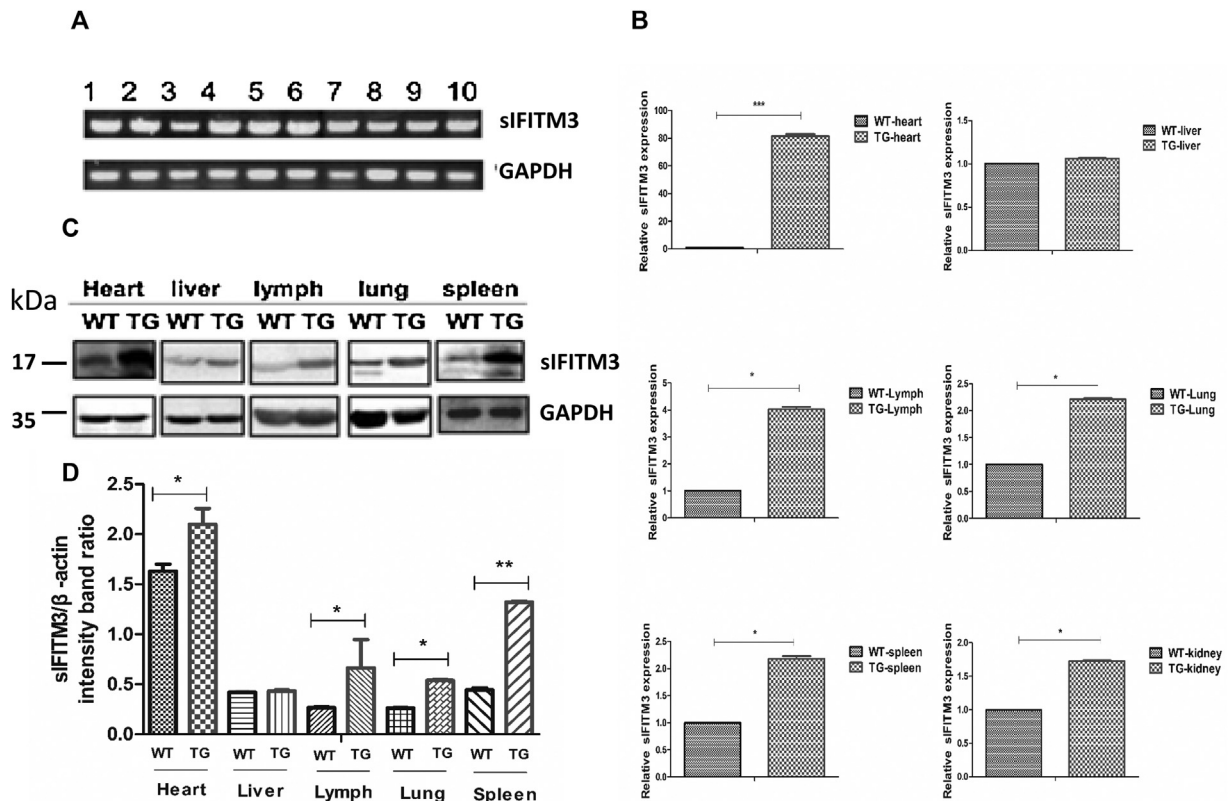 A
1 2 3 4 5 6 7 8 9 10
sIFITM3
'GAPDH
C
kDa
Heart liver lymph lung spleen
WT TG WT TG WT TG WT TG WT TG
17
sIFITM3
35
GAPDH
D
sIFITM3/β -actin
intensity band ratio
2.5
2.0
1.5
1.0
0.5
0.0
*
*
*
**
WT TG WT TG WT TG WT TG WT TG
Heart Liver Lymph Lung Spleen
B
Relative sIFITM3 expression
100
80
60
40
20
0
***
WT-heart
TG-heart
Relative sIFITM3 expression
1.5
1.0
0.5
0.0
WT-liver
TG-liver
Relative sIFITM3 expression
5
4
3
2
1
0
*
WT-Lymph
TG-Lymph
Relative sIFITM3 expression
2.5
2.0
1.5
1.0
0.5
0.0
*
WT-Lung
TG-Lung
Relative sIFITM3 expression
2.5
2.0
1.5
1.0
0.5
0.0
*
WT-spleen
TG-spleen
Relative sIFITM3 expression
2.0
1.5
1.0
0.5
0.0
*
WT-kidney
TG-kidney